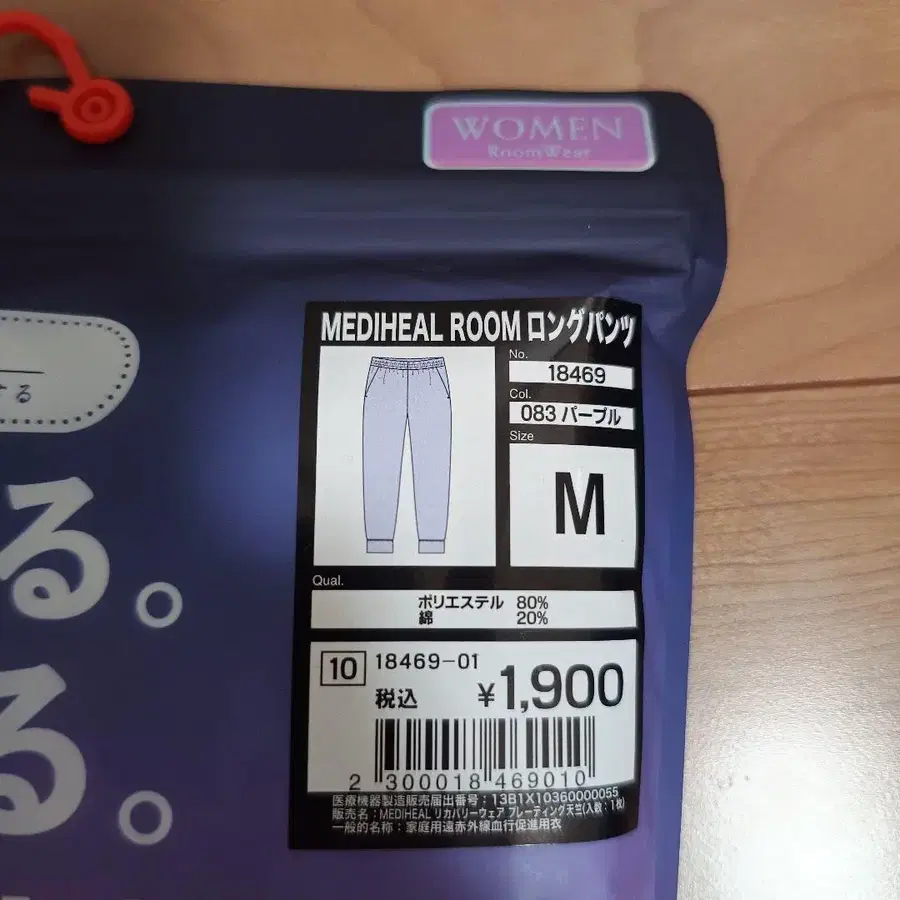 WOMEN
RoomWear
MEDIHEAL ROOM ロングパンツ
No.
18469
Col.
083 パープル
Size
M
する
る。
る。
Qual.
ポリエステル 80%
綿 20%
10 18469-01
税込 ¥1,900
2 300018 469010
医療機器製造販売届出番号:13B1X10360000055
販売名:MEDIHEAL リカバリーウェア プレーティング天竺(入数:1枚)
一般的名称:家庭用遠赤外線血行促進用衣